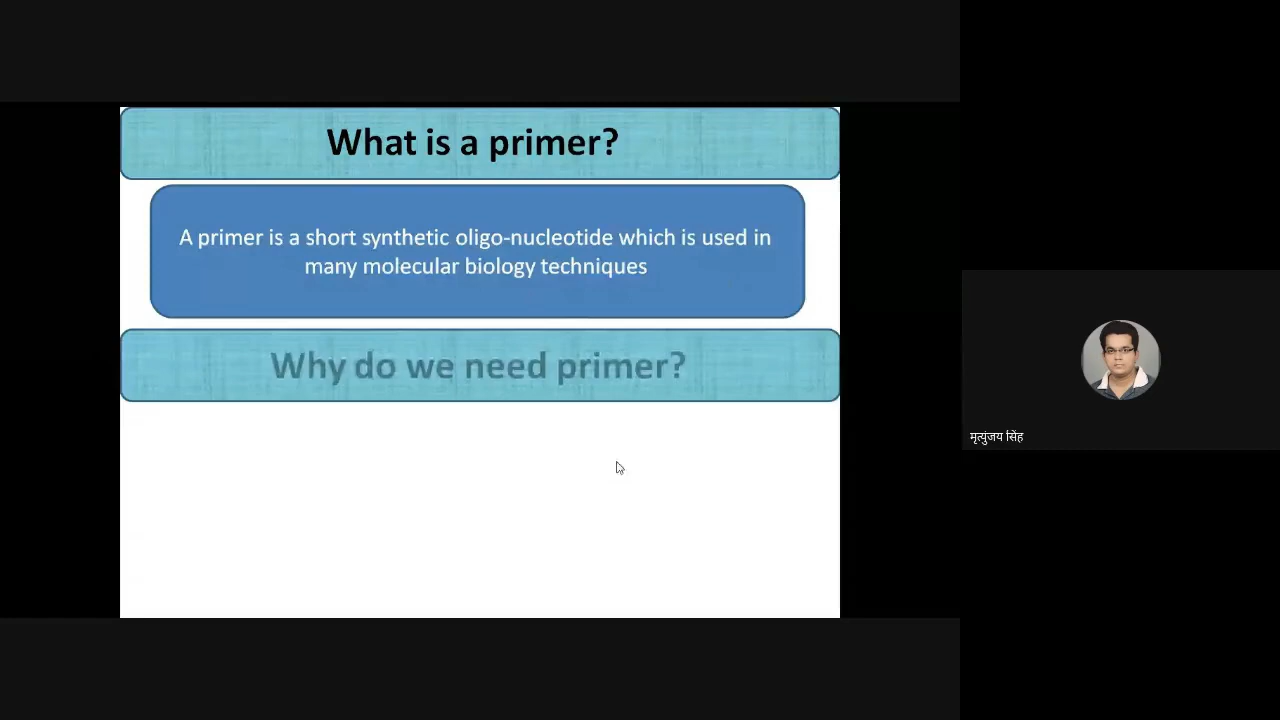 What is a primer?
A primer is a short synthetic oligo-nucleotide which is used in
many molecular biology techniques
Why do we need primer?
मृत्युंजय सिंह